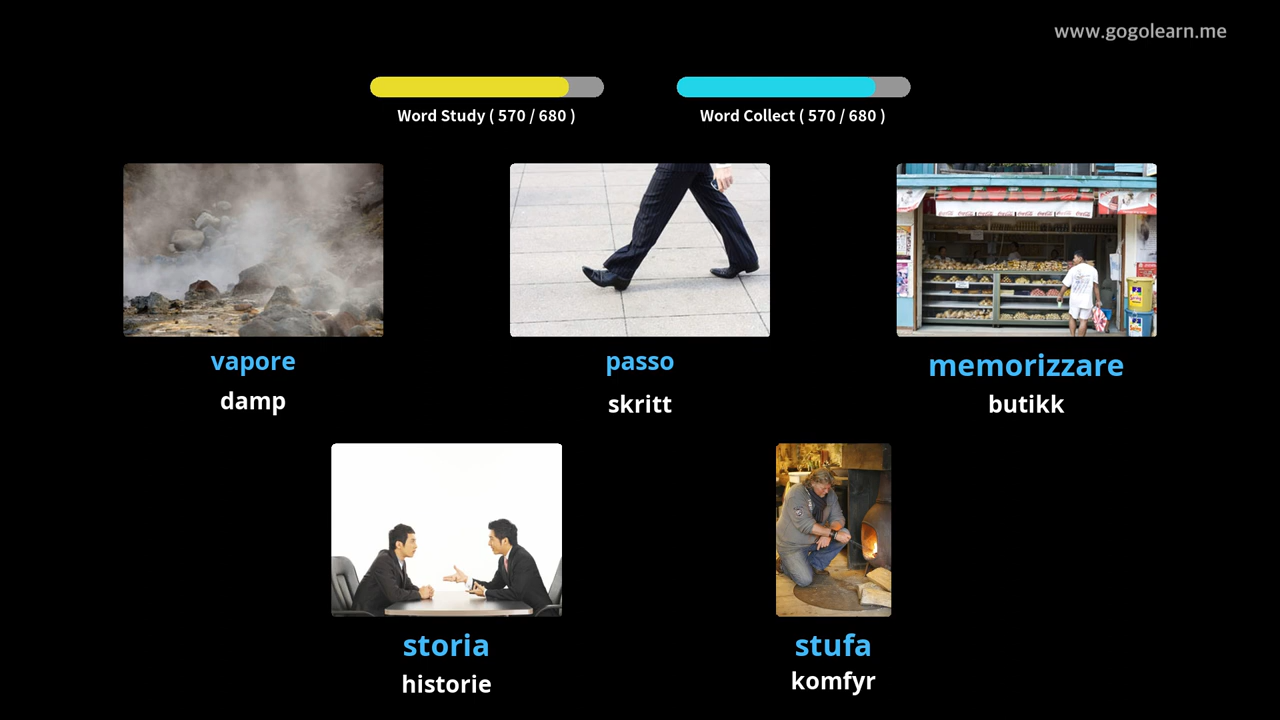 www.gogolearn.me
Word Study ( 570 / 680 )
Word Collect ( 570 / 680 )
vapore
damp
passo
skritt
memorizzare
butikk
storia
historie
stufa
komfyr